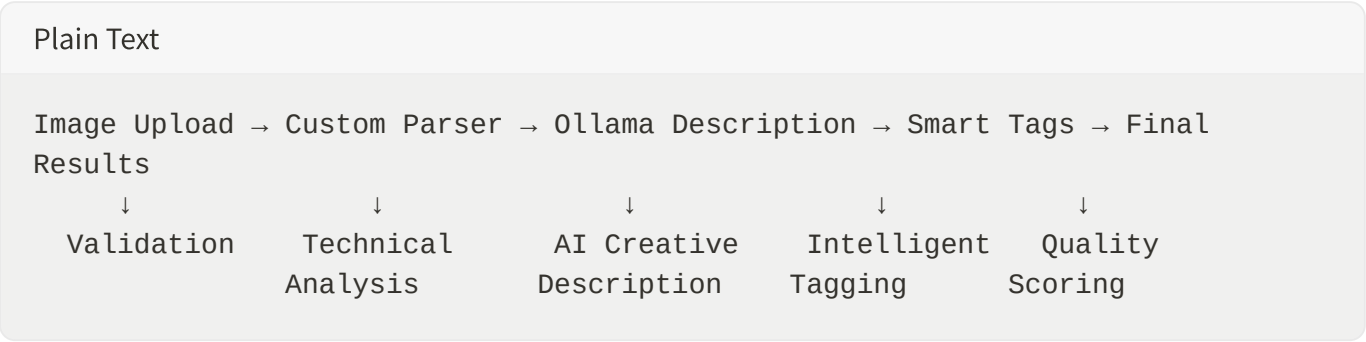 Plain Text
Image Upload → Custom Parser → Ollama Description → Smart Tags → Final
Results
↓ ↓ ↓ ↓ ↓
Validation Technical AI Creative Intelligent Quality
Analysis Description Tagging Scoring